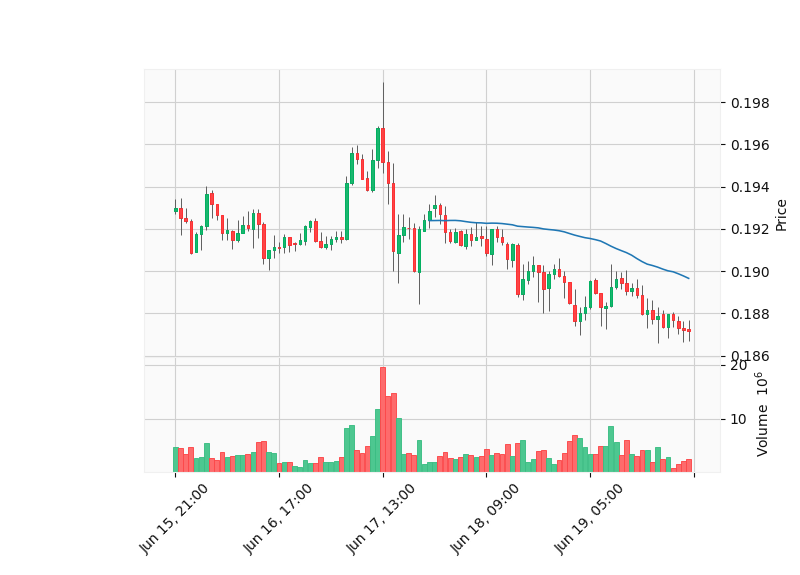 0.198
0.196
0.194
0.192
0.190
0.188
0.186
Price
20
10
Volume 10⁶
Jun 15, 21:00
Jun 16, 17:00
Jun 17, 13:00
Jun 18, 09:00
Jun 19, 05:00